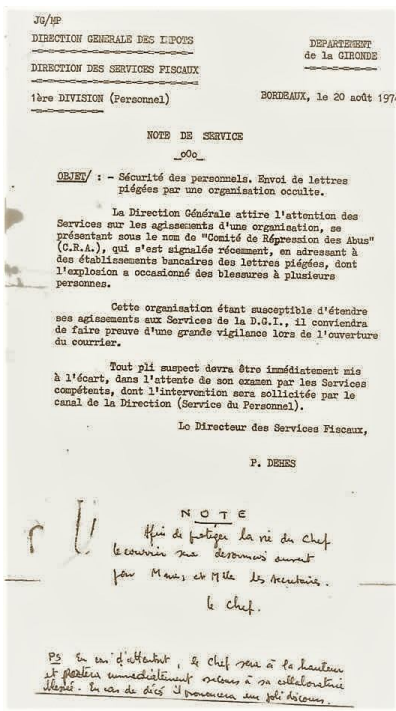 JG/MP
DIRECTION GENERALE DES IMPOTS
DEPARTEMENT
de la GIRONDE
DIRECTION DES SERVICES FISCAUX
1ère DIVISION (Personnel)
BORDEAUX, le 20 août 197
NOTE DE SERVICE
_oOo_
OBJET/ : - Sécurité des personnels. Envoi de lettres
piégées par une organisation occulte.
La Direction Générale attire l'attention des
Services sur les agissements d'une organisation, se
présentant sous le nom de "Comité de Répression des Abus"
(C.R.A.), qui s'est signalée récemment, en adressant à
des établissements bancaires des lettres piégées, dont
l'explosion a occasionné des blessures à plusieurs
personnes.
Cette organisation étant susceptible d'étendre
ses agissements aux Services de la D.G.I., il conviendra
de faire preuve d'une grande vigilance lors de l'ouverture
du courrier.
Tout pli suspect devra être immédiatement mis
à l'écart, dans l'attente de son examen par les Services
compétents, dont l'intervention sera sollicitée par le
canal de la Direction (Service du Personnel).
Le Directeur des Services Fiscaux,
P. DEHES
NOTE
Afin de protéger la vie du Chef
le courrier sera désormais ouvert
par Mmes et Melle les secrétaires.
le Chef.
PS En cas d'attentat, le Chef sera à la hauteur
et portera immédiatement secours à sa collaboratrice
blessée. En cas de décès il prononcera un joli discours.